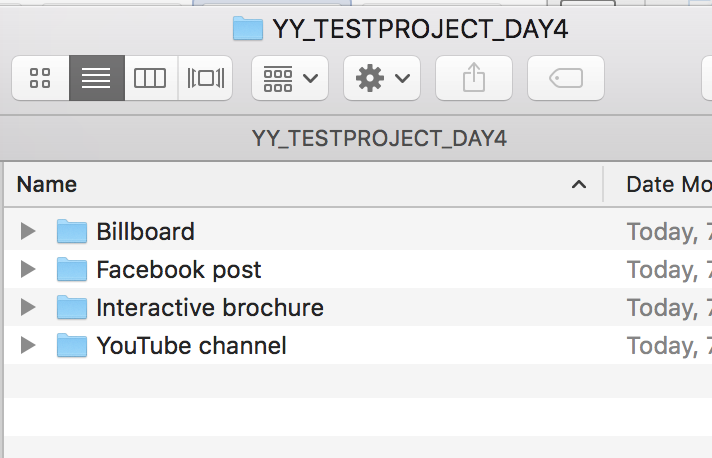 YY_TESTPROJECT_DAY4
YY_TESTPROJECT_DAY4
Name Date Mo
Billboard Today, 7
Facebook post Today, 7
Interactive brochure Today, 7
YouTube channel Today, 7